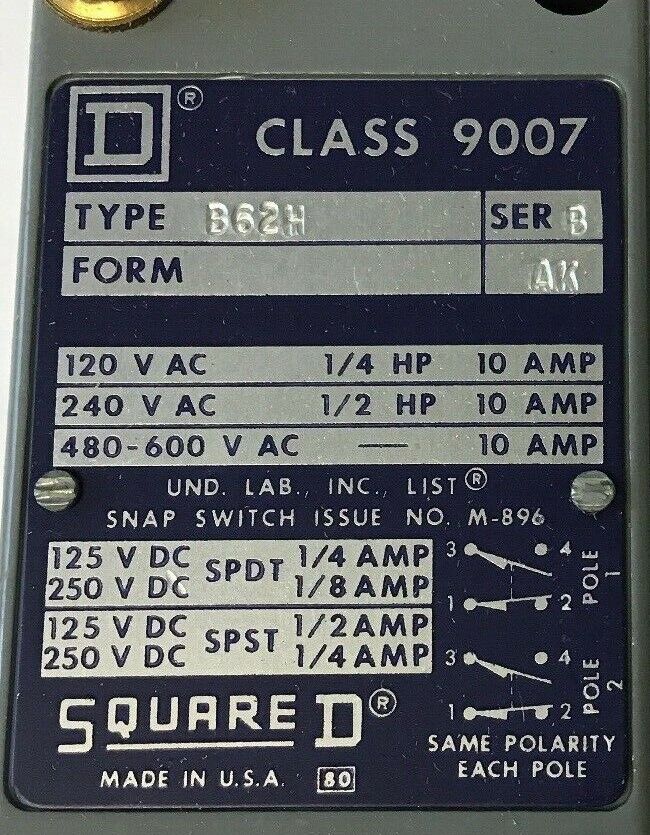 D ® CLASS 9007
TYPE B62H SER B
FORM AK
120 V AC 1/4 HP 10 AMP
240 V AC 1/2 HP 10 AMP
480-600 V AC — 10 AMP
UND. LAB., INC., LIST ®
SNAP SWITCH ISSUE NO. M-896
125 V DC SPDT 1/4 AMP
250 V DC 1/8 AMP
125 V DC SPST 1/2 AMP
250 V DC 1/4 AMP
3 4
1 2
POLE 1
3 4
1 2
POLE 2
SAME POLARITY
EACH POLE
SQUARE D ®
MADE IN U.S.A. 80